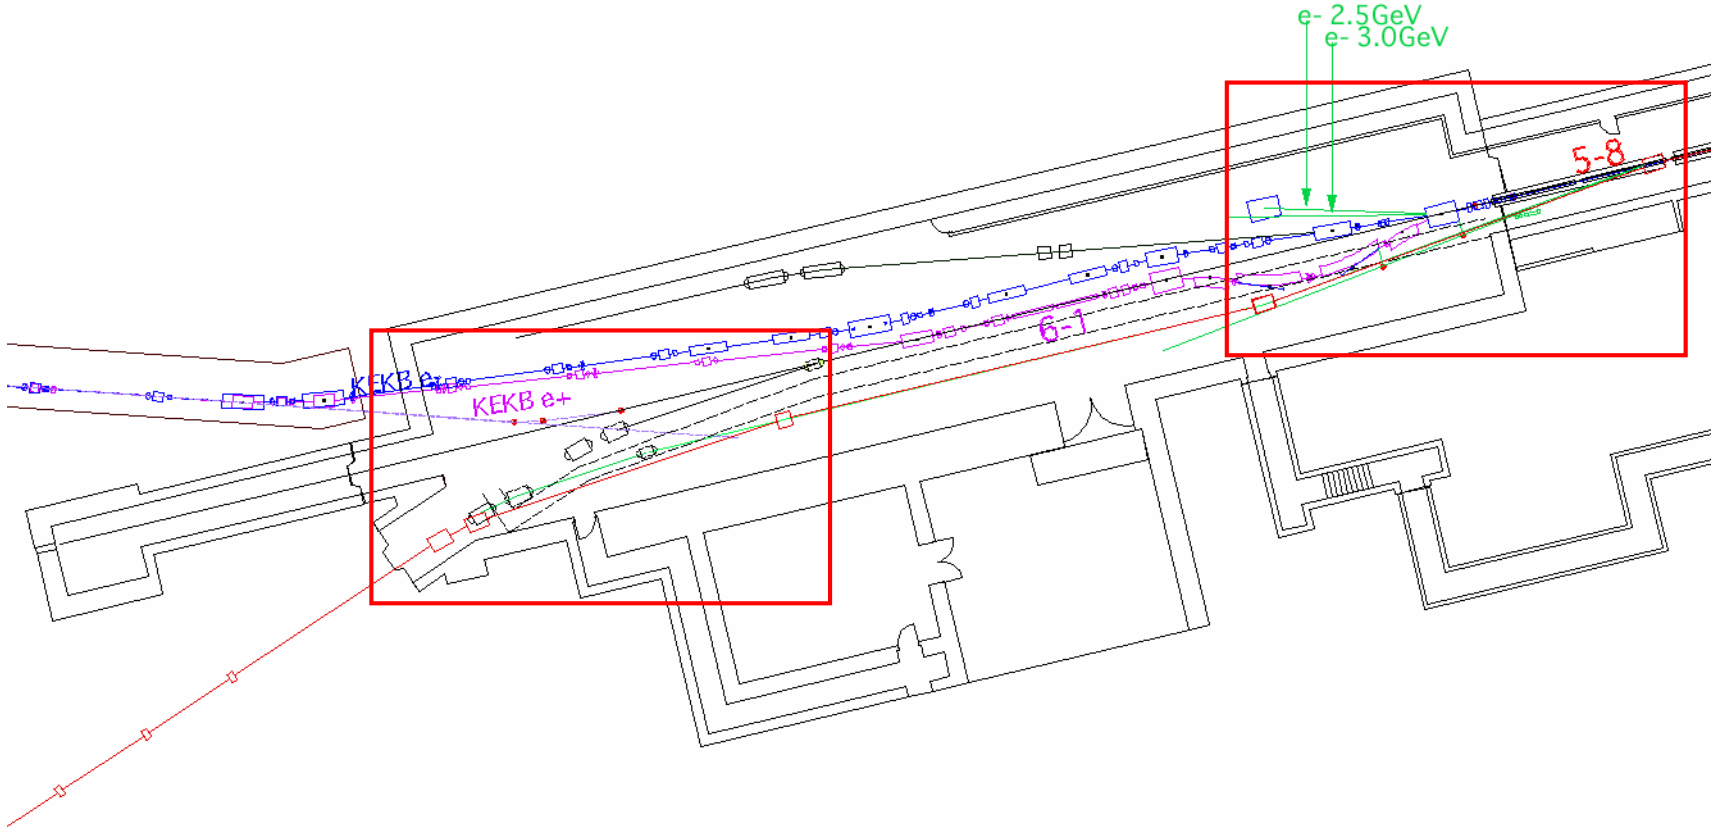 e- 2.5GeV
e- 3.0GeV
5-8
6-1
KEKB e-
KEKB e+